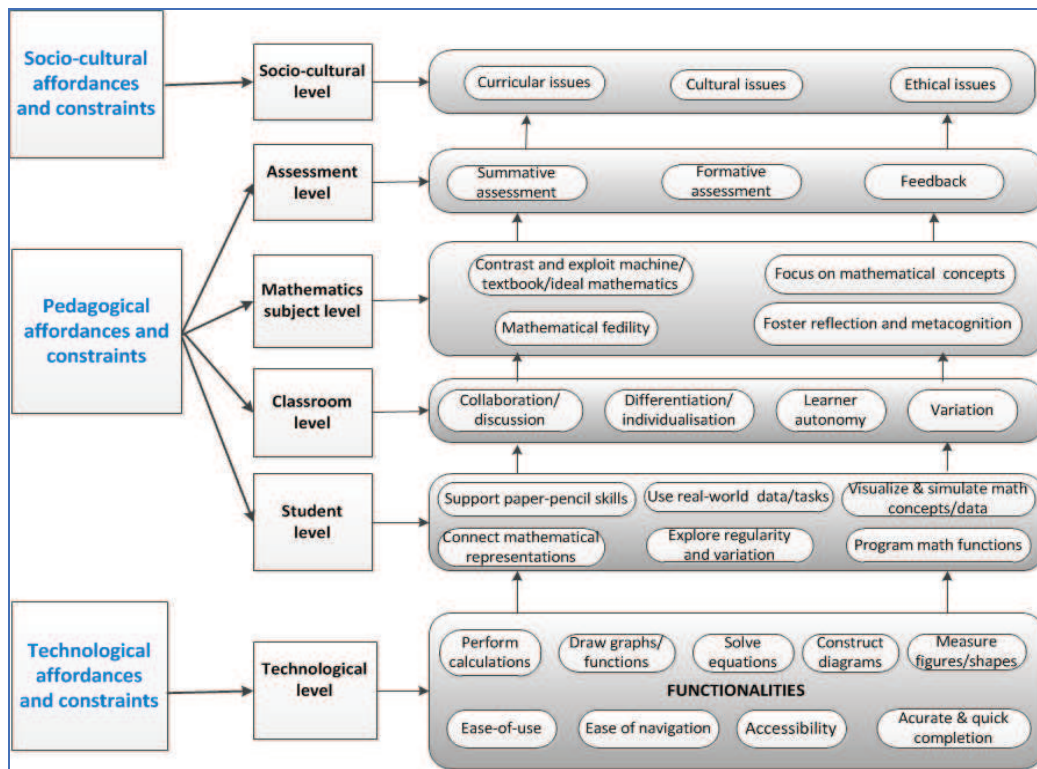 Socio-cultural
affordances
and constraints
Socio-cultural
level
Curricular issues
Cultural issues
Ethical issues
Assessment
level
Summative
assessment
Formative
assessment
Feedback
Pedagogical
affordances and
constraints
Mathematics
subject level
Contrast and exploit machine/
textbook/ideal mathematics
Focus on mathematical concepts
Mathematical fedility
Foster reflection and metacognition
Classroom
level
Collaboration/
discussion
Differentiation/
individualisation
Learner
autonomy
Variation
Student
level
Support paper-pencil skills
Use real-world data/tasks
Visualize & simulate math
concepts/data
Connect mathematical
representations
Explore regularity
and variation
Program math functions
Technological
affordances
and constraints
Technological
level
Perform
calculations
Draw graphs/
functions
Solve
equations
Construct
diagrams
Measure
figures/shapes
FUNCTIONALITIES
Ease-of-use
Ease of navigation
Accessibility
Acurate & quick
completion